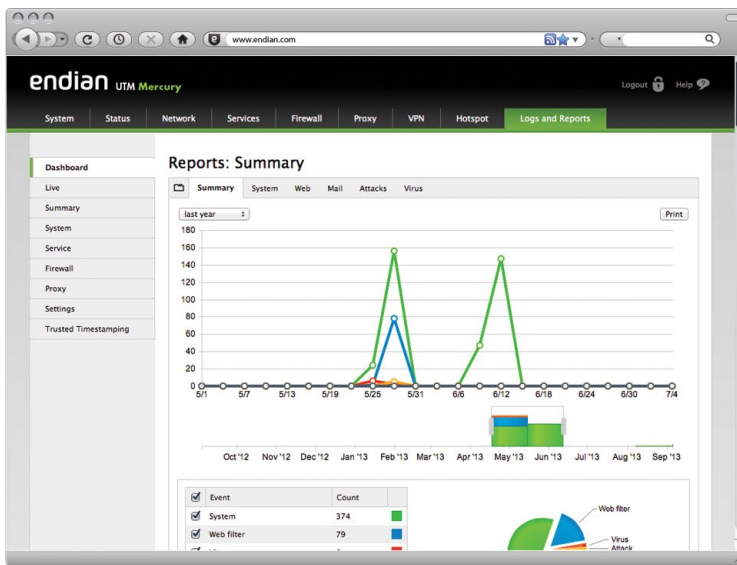 www.endian.com
endian UTM Mercury
Logout Help
System Status Network Services Firewall Proxy VPN Hotspot Logs and Reports
Dashboard
Live
Summary
System
Service
Firewall
Proxy
Settings
Trusted Timestamping
Reports: Summary
Summary System Web Mail Attacks Virus
last year Print
180
160
140
120
100
80
60
40
20
0
5/1 5/7 5/13 5/19 5/25 5/31 6/6 6/12 6/18 6/24 6/30 7/4
Oct '12 Nov '12 Dec '12 Jan '13 Feb '13 Mar '13 Apr '13 May '13 Jun '13 Jul '13 Aug '13 Sep '13
Event Count
System 374
Web filter 79
Web filter
Virus
Attack